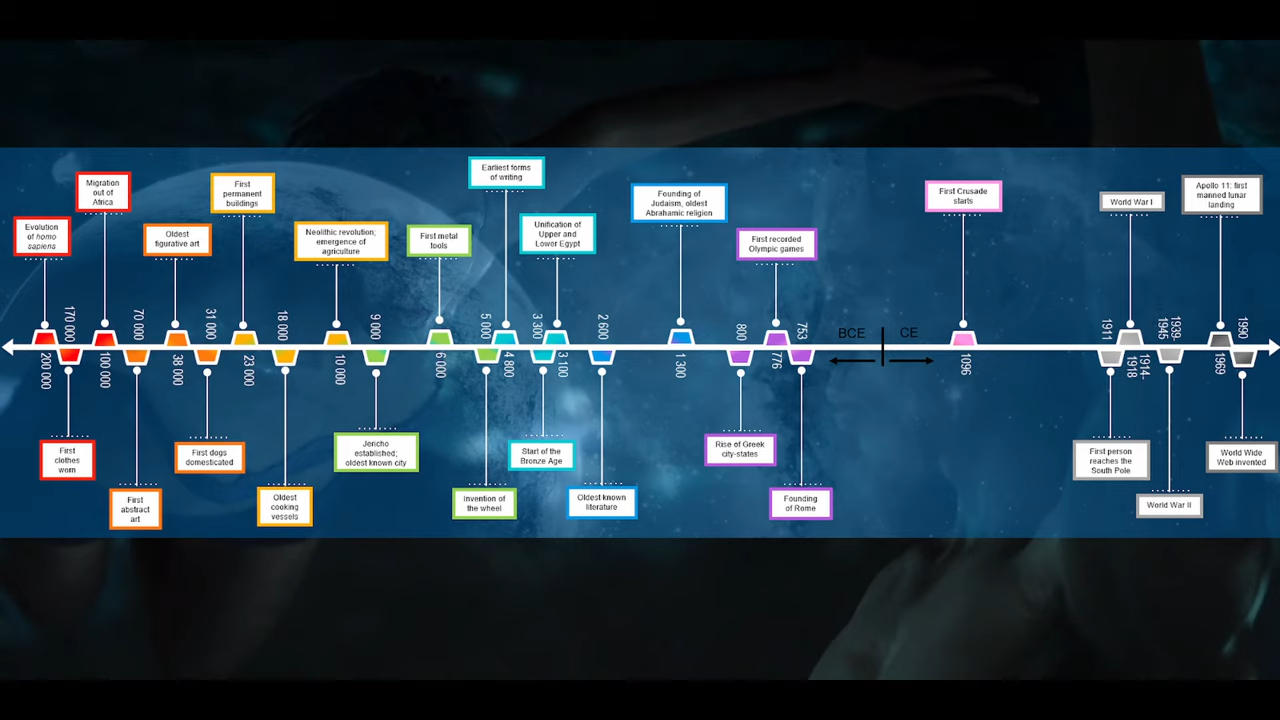 Earliest forms
of writing
Migration
out of
Africa
First
permanent
buildings
Founding of
Judaism, oldest
Abrahamic religion
First Crusade
starts
World War I
Apollo 11: first
manned lunar
landing
Evolution
of homo
sapiens
Oldest
figurative art
Neolithic revolution;
emergence of
agriculture
First metal
tools
Unification of
Upper and
Lower Egypt
First recorded
Olympic games
170 000
70 000
31 000
18 000
9 000
5 000
3 300
2 600
800
753
BCE
CE
1911
1939-
1945
1990
200 000
100 000
38 000
23 000
10 000
6 000
4 800
3 100
1 300
776
1096
1914-
1918
1969
First
clothes
worn
First dogs
domesticated
Jericho
established;
oldest known city
Start of the
Bronze Age
Rise of Greek
city-states
First person
reaches the
South Pole
World Wide
Web invented
First
abstract
art
Oldest
cooking
vessels
Invention of
the wheel
Oldest known
literature
Founding
of Rome
World War II